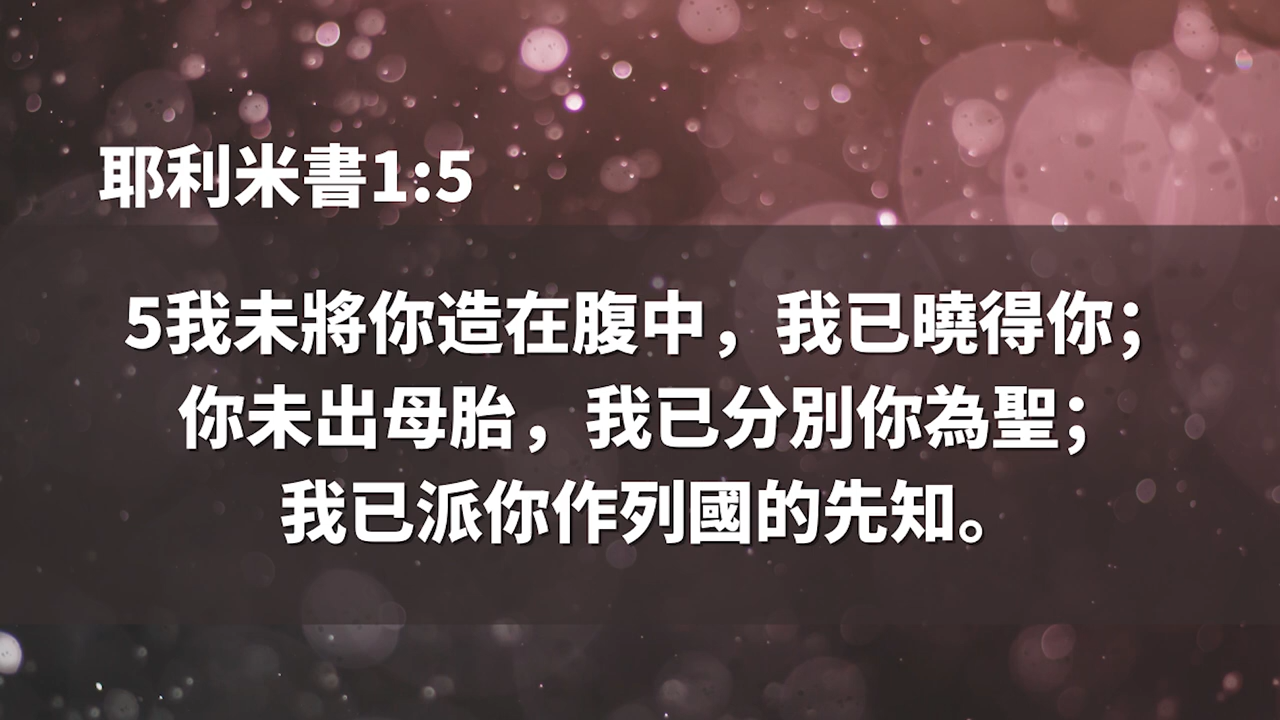 耶利米書1:5
5我未將你造在腹中，我已曉得你；
你未出母胎，我已分別你為聖；
我已派你作列國的先知。